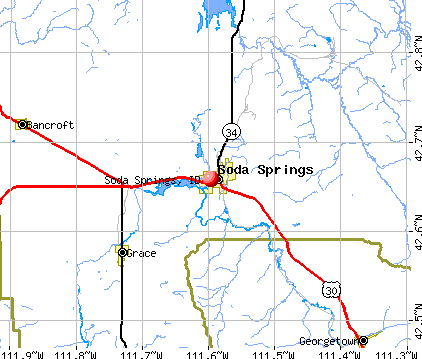 42.8°N
34
Bancroft
42.7°N
Soda Springs
Soda Springs, ID
42.6°N
Grace
30
42.5°N
Georgetown
111.9°W 111.8°W 111.7°W 111.6°W 111.5°W 111.4°W 111.3°W